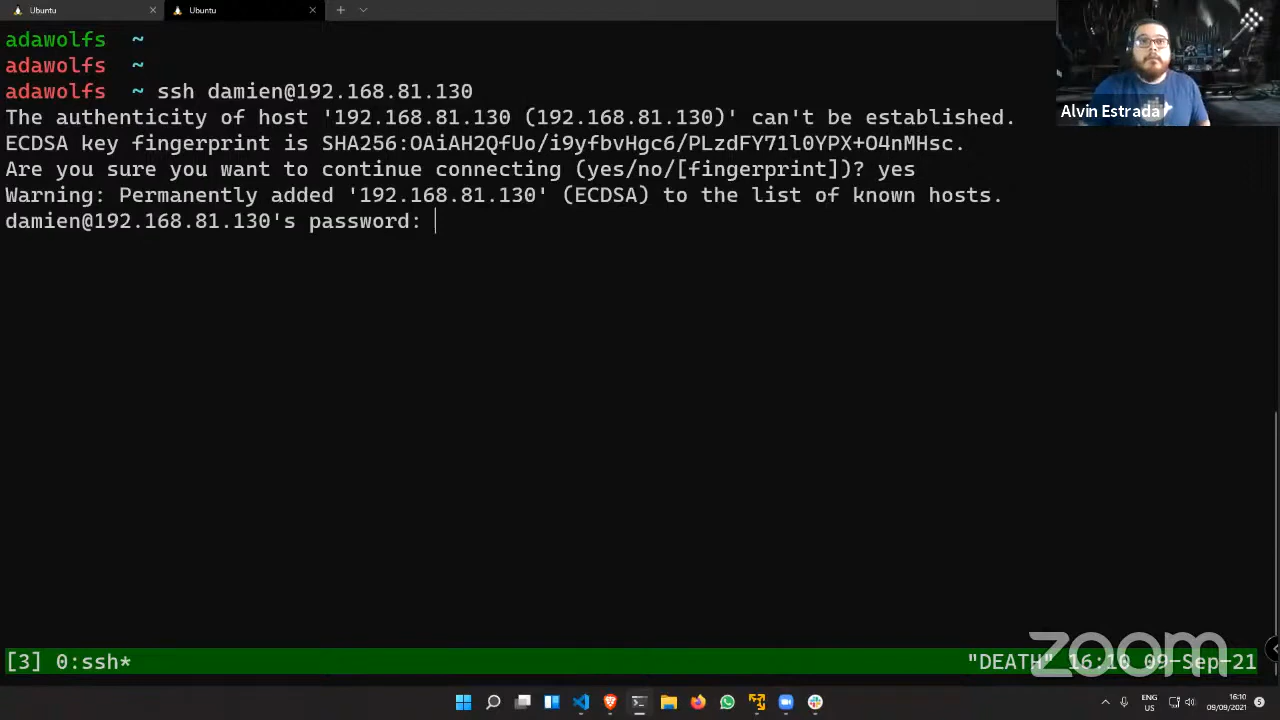 Ubuntu
Ubuntu
adawolfs ~
adawolfs ~
adawolfs ~ ssh damien@192.168.81.130
The authenticity of host '192.168.81.130 (192.168.81.130)' can't be established.
ECDSA key fingerprint is SHA256:OAiAH2QfUo/i9yfbvHgc6/PLzdFY71l0YPX+O4nMHsc.
Are you sure you want to continue connecting (yes/no/[fingerprint])? yes
Warning: Permanently added '192.168.81.130' (ECDSA) to the list of known hosts.
damien@192.168.81.130's password:
Alvin Estrada
zoom
[3] 0:ssh*
"DEATH" 16:10 09-Sep-21
ENG
US
16:10
09/09/2021
5